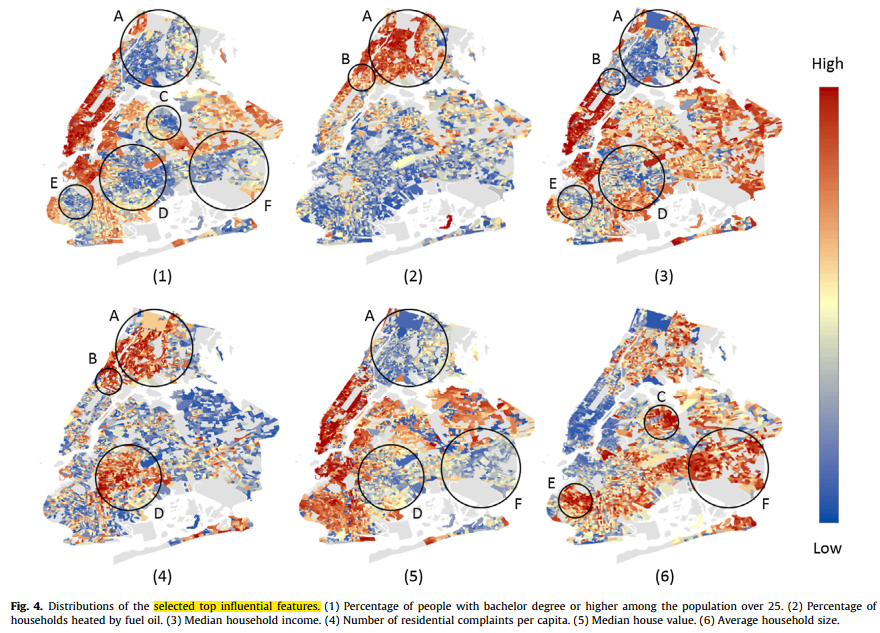 A
A
A
High
B
B
C
E
E
D
F
D
(1)
(2)
(3)
A
A
B
C
E
D
D
F
F
Low
(4)
(5)
(6)
Fig. 4. Distributions of the selected top influential features. (1) Percentage of people with bachelor degree or higher among the population over 25. (2) Percentage of
households heated by fuel oil. (3) Median household income. (4) Number of residential complaints per capita. (5) Median house value. (6) Average household size.